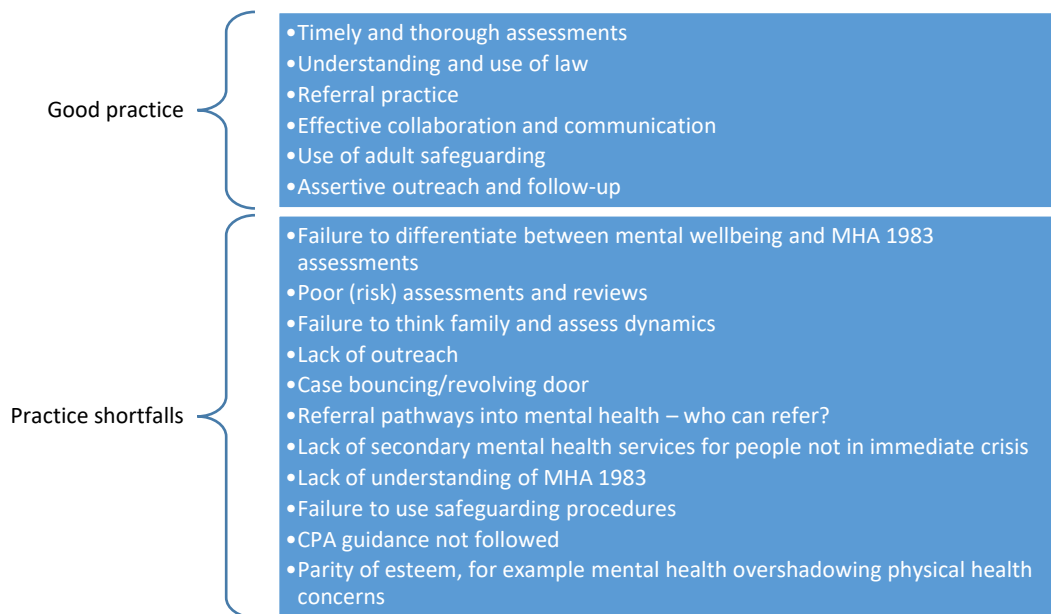 Good practice
•Timely and thorough assessments
•Understanding and use of law
•Referral practice
•Effective collaboration and communication
•Use of adult safeguarding
•Assertive outreach and follow-up
Practice shortfalls
•Failure to differentiate between mental wellbeing and MHA 1983
assessments
•Poor (risk) assessments and reviews
•Failure to think family and assess dynamics
•Lack of outreach
•Case bouncing/revolving door
•Referral pathways into mental health – who can refer?
•Lack of secondary mental health services for people not in immediate crisis
•Lack of understanding of MHA 1983
•Failure to use safeguarding procedures
•CPA guidance not followed
•Parity of esteem, for example mental health overshadowing physical health
concerns